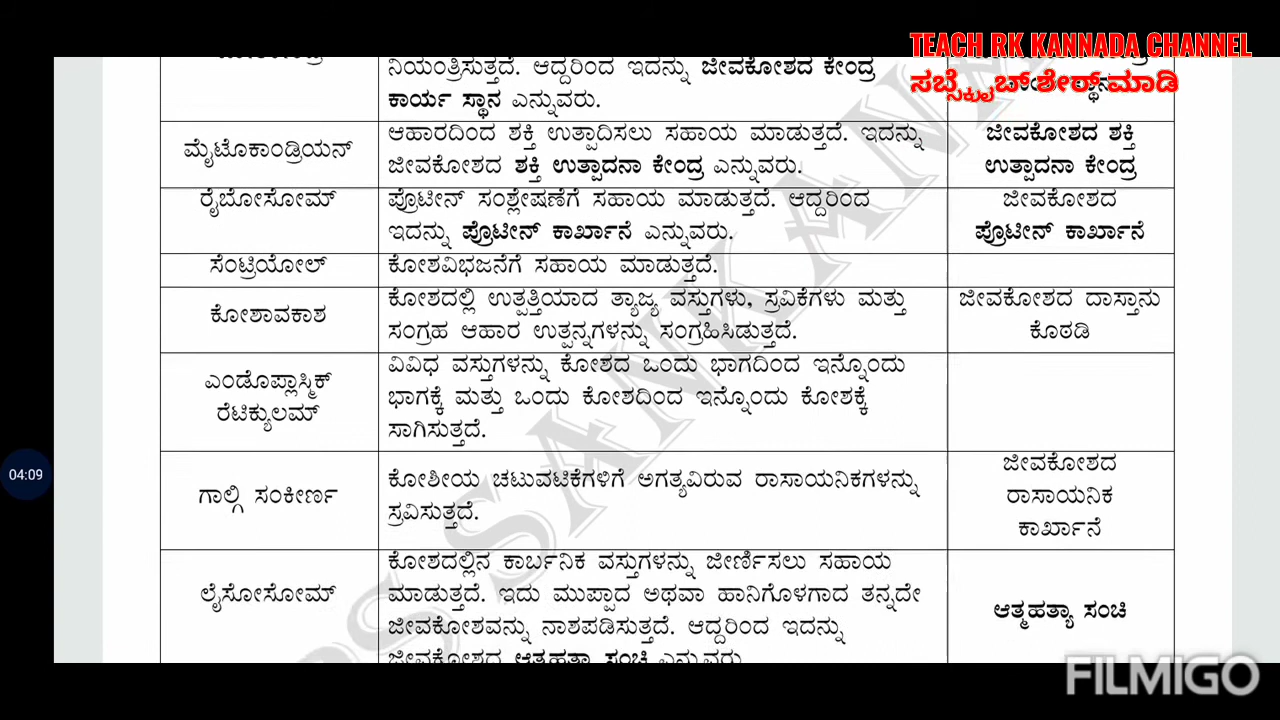 TEACH RK KANNADA CHANNEL
ಸಬ್ಸ್ಕ್ರೈಬ್ ಶೇರ್ ಮಾಡಿ
ನಿಯಂತ್ರಿಸುತ್ತದೆ. ಆದ್ದರಿಂದ ಇದನ್ನು ಜೀವಕೋಶದ ಕೇಂದ್ರ
ಕಾರ್ಯ ಸ್ಥಾನ ಎನ್ನುವರು.
ಮೈಟೊಕಾಂಡ್ರಿಯನ್
ಆಹಾರದಿಂದ ಶಕ್ತಿ ಉತ್ಪಾದಿಸಲು ಸಹಾಯ ಮಾಡುತ್ತದೆ. ಇದನ್ನು
ಜೀವಕೋಶದ ಶಕ್ತಿ ಉತ್ಪಾದನಾ ಕೇಂದ್ರ ಎನ್ನುವರು.
ಜೀವಕೋಶದ ಶಕ್ತಿ
ಉತ್ಪಾದನಾ ಕೇಂದ್ರ
ರೈಬೋಸೋಮ್
ಪ್ರೊಟೀನ್ ಸಂಶ್ಲೇಷಣೆಗೆ ಸಹಾಯ ಮಾಡುತ್ತದೆ. ಆದ್ದರಿಂದ
ಇದನ್ನು ಪ್ರೊಟೀನ್ ಕಾರ್ಖಾನೆ ಎನ್ನುವರು.
ಜೀವಕೋಶದ
ಪ್ರೊಟೀನ್ ಕಾರ್ಖಾನೆ
ಸೆಂಟ್ರಿಯೋಲ್
ಕೋಶವಿಭಜನೆಗೆ ಸಹಾಯ ಮಾಡುತ್ತದೆ.
ಕೋಶಾವಕಾಶ
ಕೋಶದಲ್ಲಿ ಉತ್ಪತ್ತಿಯಾದ ತ್ಯಾಜ್ಯ ವಸ್ತುಗಳು, ಸ್ರವಿಕೆಗಳು ಮತ್ತು
ಸಂಗ್ರಹ ಆಹಾರ ಉತ್ಪನ್ನಗಳನ್ನು ಸಂಗ್ರಹಿಸಿಡುತ್ತದೆ.
ಜೀವಕೋಶದ ದಾಸ್ತಾನು
ಕೊಠಡಿ
ಎಂಡೊಪ್ಲಾಸ್ಮಿಕ್
ರೆಟಿಕ್ಯುಲಮ್
ವಿವಿಧ ವಸ್ತುಗಳನ್ನು ಕೋಶದ ಒಂದು ಭಾಗದಿಂದ ಇನ್ನೊಂದು
ಭಾಗಕ್ಕೆ ಮತ್ತು ಒಂದು ಕೋಶದಿಂದ ಇನ್ನೊಂದು ಕೋಶಕ್ಕೆ
ಸಾಗಿಸುತ್ತದೆ.
ಗಾಲ್ಗಿ ಸಂಕೀರ್ಣ
ಕೋಶೀಯ ಚಟುವಟಿಕೆಗಳಿಗೆ ಅಗತ್ಯವಿರುವ ರಾಸಾಯನಿಕಗಳನ್ನು
ಸ್ರವಿಸುತ್ತದೆ.
ಜೀವಕೋಶದ
ರಾಸಾಯನಿಕ
ಕಾರ್ಖಾನೆ
ಲೈಸೋಸೋಮ್
ಕೋಶದಲ್ಲಿನ ಕಾರ್ಬನಿಕ ವಸ್ತುಗಳನ್ನು ಜೀರ್ಣಿಸಲು ಸಹಾಯ
ಮಾಡುತ್ತದೆ. ಇದು ಮುಪ್ಪಾದ ಅಥವಾ ಹಾನಿಗೊಳಗಾದ ತನ್ನದೇ
ಜೀವಕೋಶವನ್ನು ನಾಶಪಡಿಸುತ್ತದೆ. ಆದ್ದರಿಂದ ಇದನ್ನು
ಜೀವಕೋಶದ ಆತ್ಮಹತ್ಯಾ ಸಂಚಿ ಎನ್ನುವರು
ಆತ್ಮಹತ್ಯಾ ಸಂಚಿ
04:09
FILMIGO